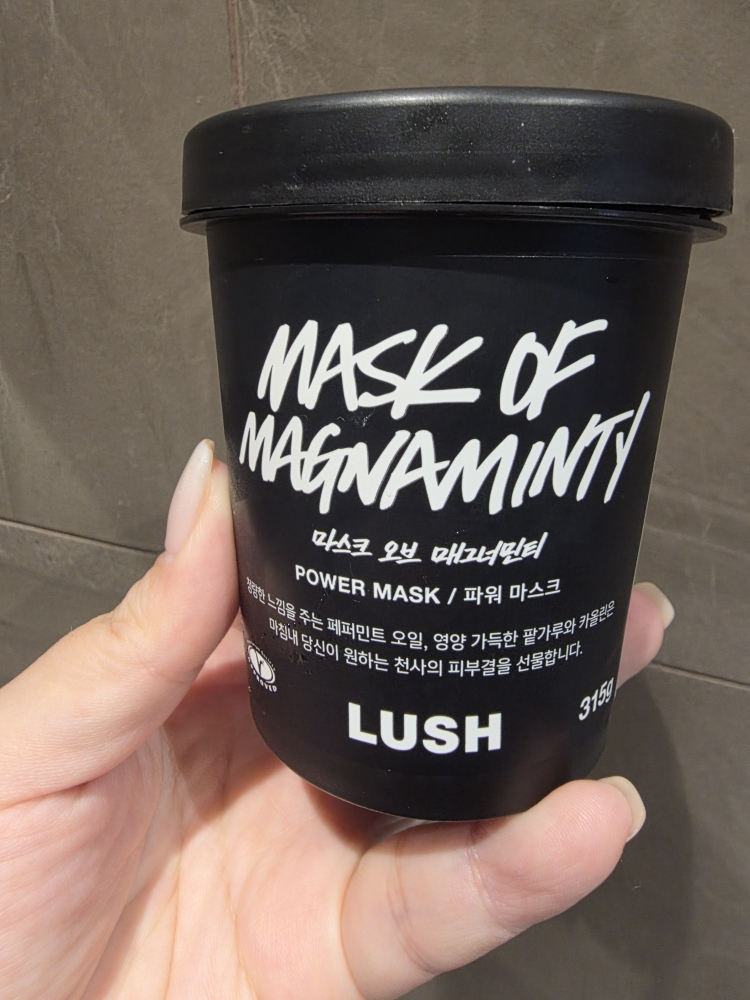 MASK OF
MAGNAMINTY
마스크 오브 매그너민티
POWER MASK / 파워 마스크
청량한 느낌을 주는 페퍼민트 오일, 영양 가득한 팥가루와 카올린은
마침내 당신이 원하는 천사의 피부결을 선물합니다.
LUSH
315g